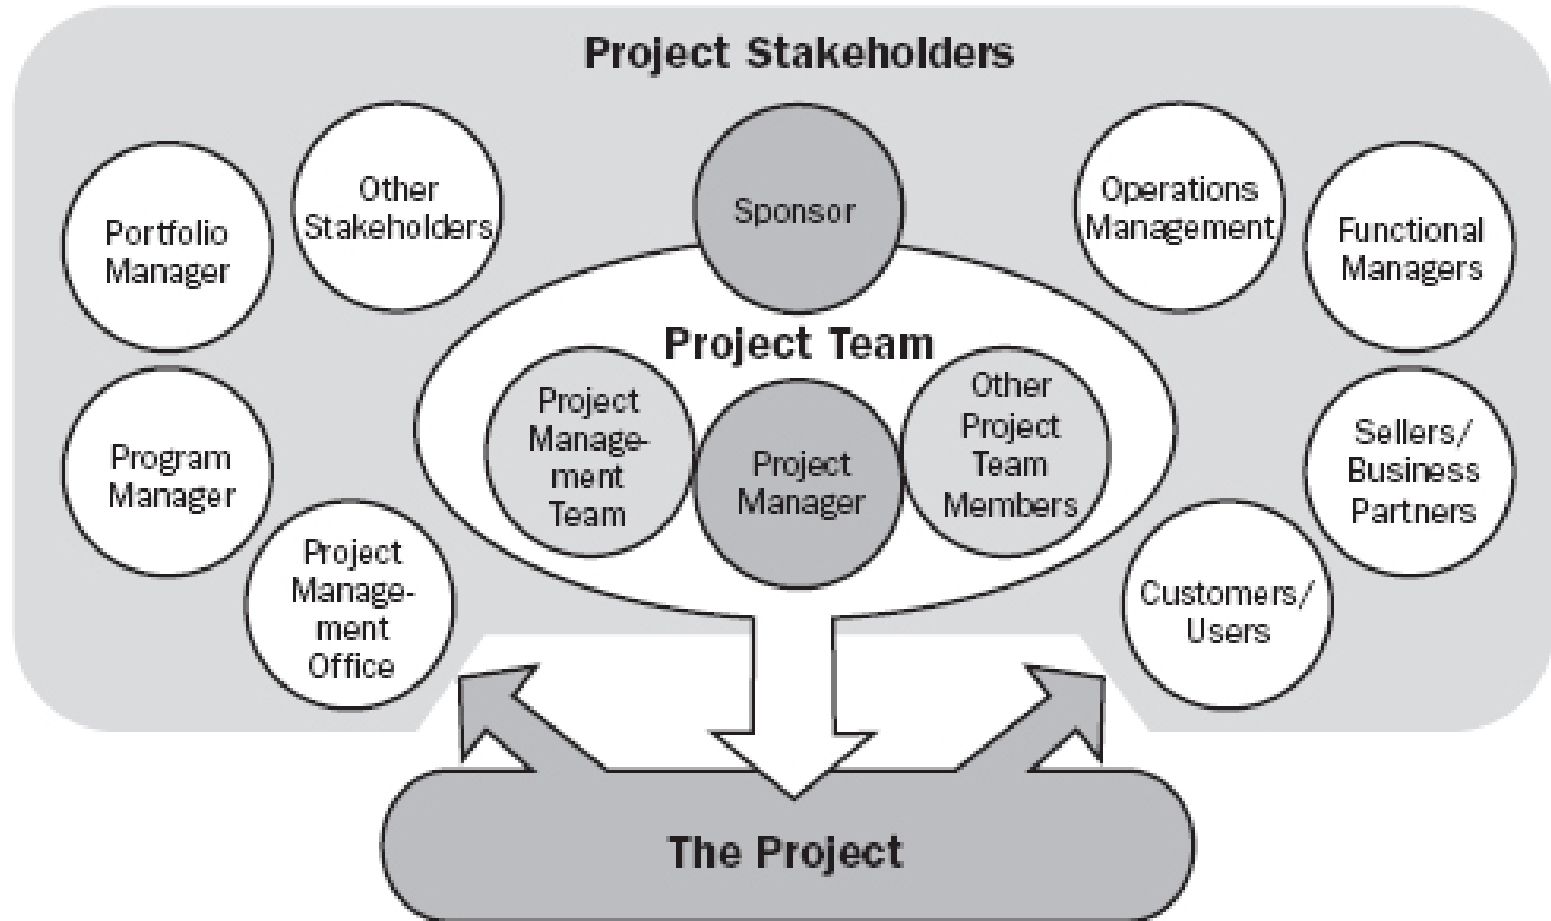 Project Stakeholders
Portfolio
Manager
Other
Stakeholders
Sponsor
Operations
Management
Functional
Managers
Project Team
Program
Manager
Project
Manage-
ment
Team
Project
Manager
Other
Project
Team
Members
Sellers/
Business
Partners
Project
Manage-
ment
Office
Customers/
Users
The Project